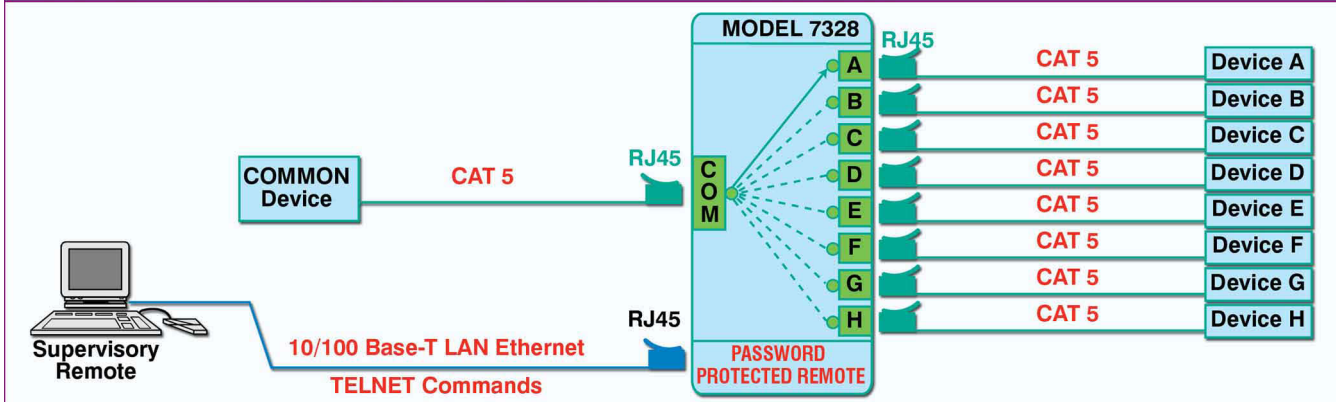 MODEL 7328
RJ45
A
CAT 5
Device A
B
CAT 5
Device B
C
CAT 5
Device C
D
CAT 5
Device D
E
CAT 5
Device E
F
CAT 5
Device F
G
CAT 5
Device G
H
CAT 5
Device H
COMMON
Device
CAT 5
RJ45
COM
Supervisory
Remote
10/100 Base-T LAN Ethernet
TELNET Commands
RJ45
PASSWORD
PROTECTED REMOTE